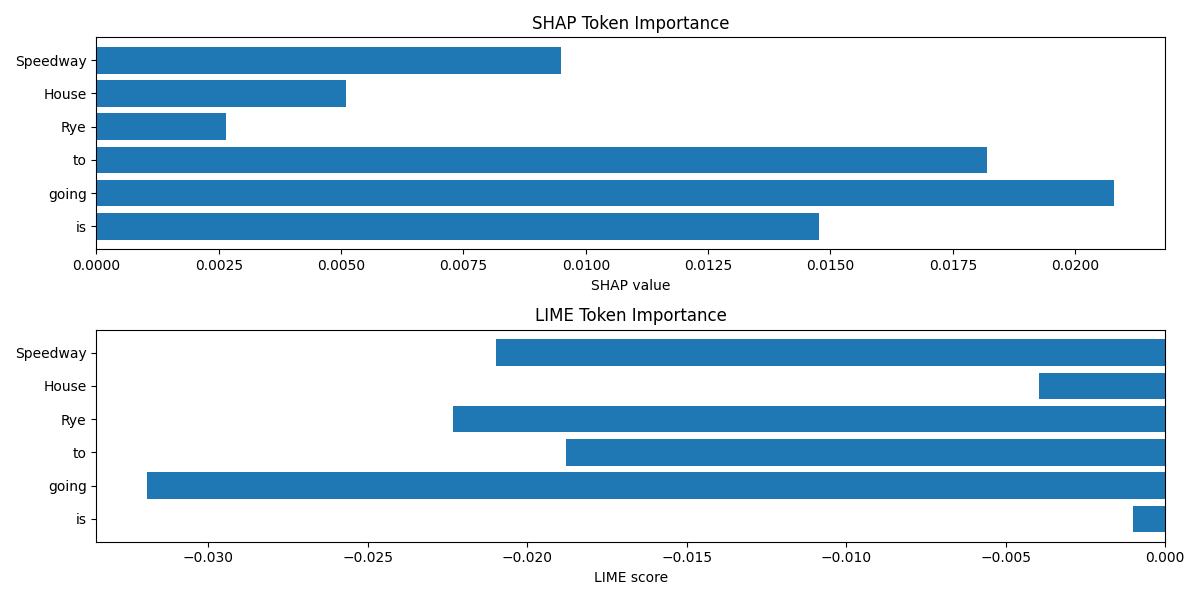 SHAP Token Importance
Speedway
House
Rye
to
going
is
0.0000 0.0025 0.0050 0.0075 0.0100 0.0125 0.0150 0.0175 0.0200
SHAP value
LIME Token Importance
Speedway
House
Rye
to
going
is
−0.030 −0.025 −0.020 −0.015 −0.010 −0.005 0.000
LIME score